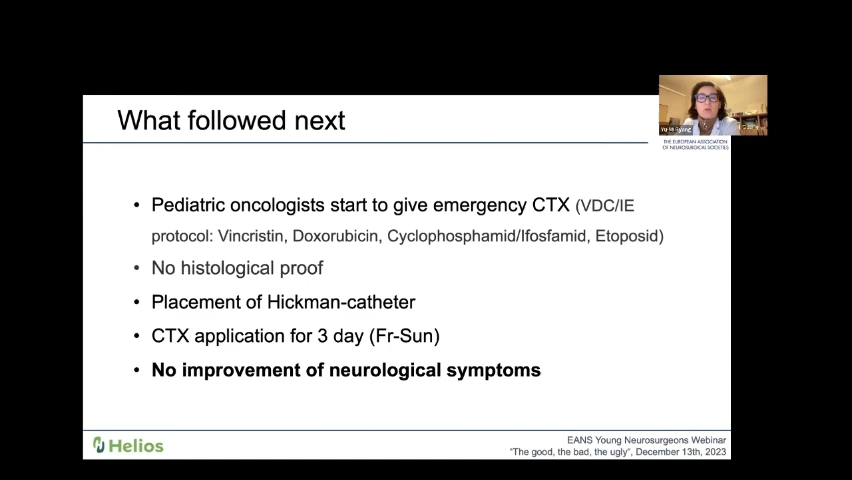 What followed next
Yu-Mi Ryang
THE EUROPEAN ASSOCIATION
OF NEUROSURGICAL SOCIETIES
• Pediatric oncologists start to give emergency CTX (VDC/IE
protocol: Vincristin, Doxorubicin, Cyclophosphamid/Ifosfamid, Etoposid)
• No histological proof
• Placement of Hickman-catheter
• CTX application for 3 day (Fr-Sun)
• No improvement of neurological symptoms
Helios
EANS Young Neurosurgeons Webinar
"The good, the bad, the ugly", December 13th, 2023